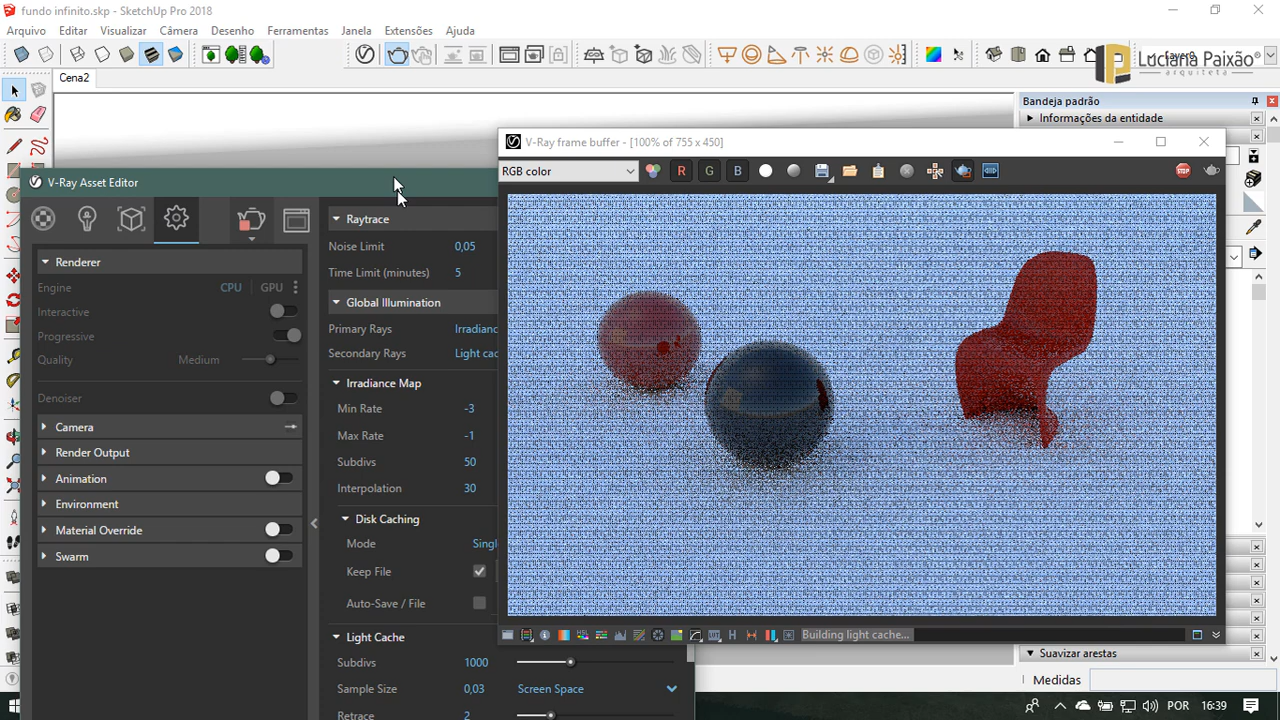 fundo infinito.skp - SketchUp Pro 2018
Arquivo Editar Visualizar Câmera Desenho Ferramentas Janela Extensões Ajuda
Luciana Paixão
arquiteta
Cena2
Bandeja padrão
Informações da entidade
V-Ray frame buffer - [100% of 755 x 450]
RGB color
R G B
V-Ray Asset Editor
Renderer
Engine CPU GPU
Interactive
Progressive
Quality Medium
Denoiser
Camera
Render Output
Animation
Environment
Material Override
Swarm
Raytrace
Noise Limit 0,05
Time Limit (minutes) 5
Global Illumination
Primary Rays Irradianc
Secondary Rays Light cac
Irradiance Map
Min Rate -3
Max Rate -1
Subdivs 50
Interpolation 30
Disk Caching
Mode Singl
Keep File
Auto-Save / File
Light Cache
Subdivs 1000
Sample Size 0,03 Screen Space
Retrace 2
H
Building light cache...
Suavizar arestas
Medidas
POR 16:39